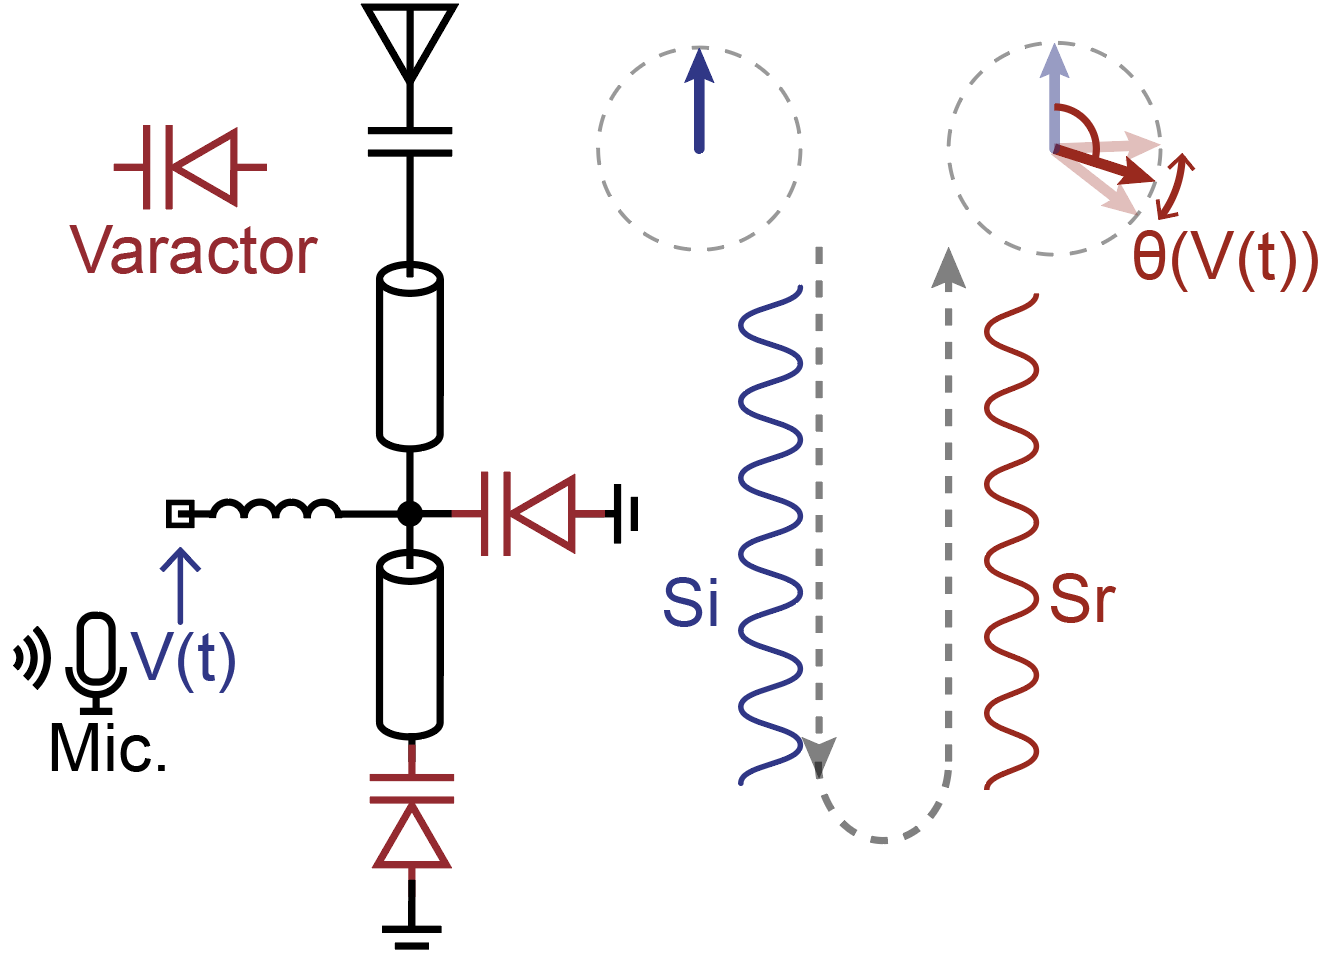 Varactor
θ(V(t))
Si
Sr
V(t)
Mic.